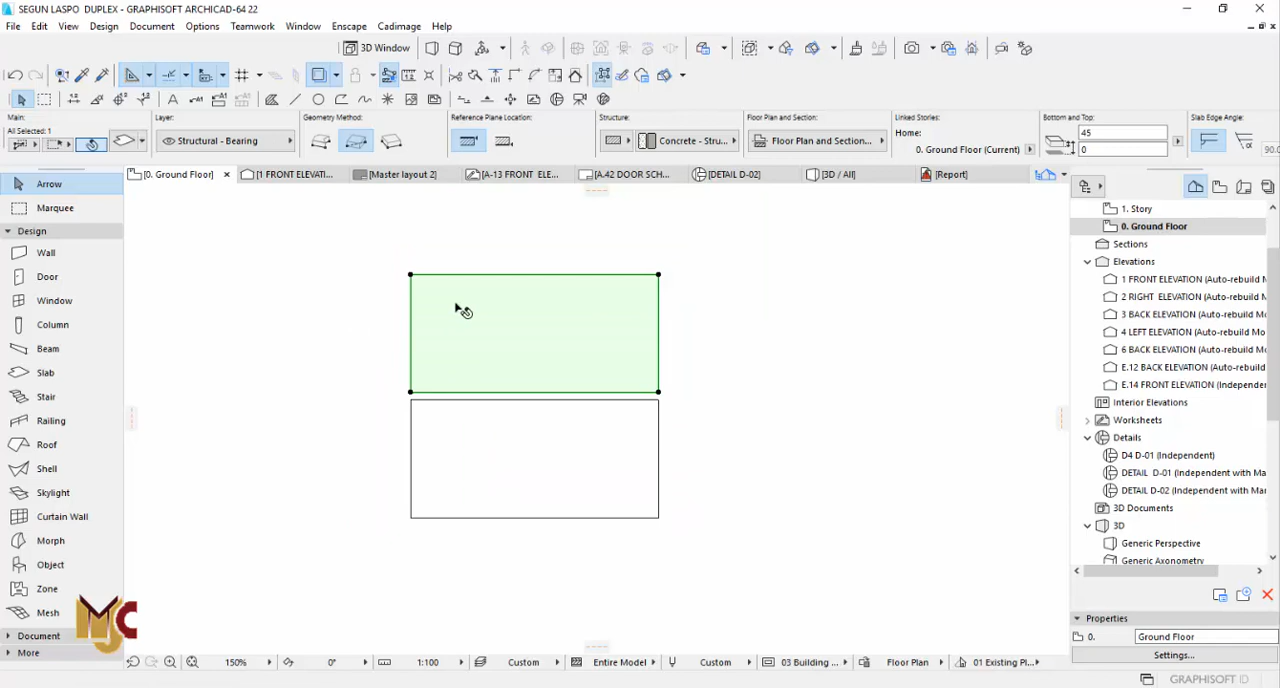 SEGUN LASPO  DUPLEX - GRAPHISOFT ARCHICAD-64 22
File Edit View Design Document Options Teamwork Window Enscape Cadimage Help
3D Window
Main:
All Selected: 1
Layer:
Structural - Bearing
Geometry Method:
Reference Plane Location:
Structure:
Concrete - Stru...
Floor Plan and Section:
Floor Plan and Section...
Linked Stories:
Home:
0. Ground Floor (Current)
Bottom and Top:
45
0
Slab Edge Angle:
90.0
[0. Ground Floor]
[1 FRONT ELEVATI...
[Master layout 2]
[A-13 FRONT  ELE...
[A.42 DOOR SCH...
[DETAIL D-02]
[3D / All]
[Report]
Arrow
Marquee
Design
Wall
Door
Window
Column
Beam
Slab
Stair
Railing
Roof
Shell
Skylight
Curtain Wall
Morph
Object
Zone
Mesh
Document
More
MJC
1. Story
0. Ground Floor
Sections
Elevations
1 FRONT ELEVATION (Auto-rebuild Mo
2 RIGHT  ELEVATION (Auto-rebuild M
3 BACK ELEVATION (Auto-rebuild Mo
4 LEFT ELEVATION (Auto-rebuild Mo
6 BACK ELEVATION (Auto-rebuild Mo
E.12 BACK ELEVATION (Auto-rebuild
E.14 FRONT ELEVATION (Independer
Interior Elevations
Worksheets
Details
D4 D-01 (Independent)
DETAIL  D-01 (Independent with Mar
DETAIL D-02 (Independent with Mar
3D Documents
3D
Generic Perspective
Generic Axonometry
Properties
0.
Ground Floor
Settings...
150%
0°
1:100
Custom
Entire Model
Custom
03 Building ...
Floor Plan
01 Existing Pl...
GRAPHISOFT ID